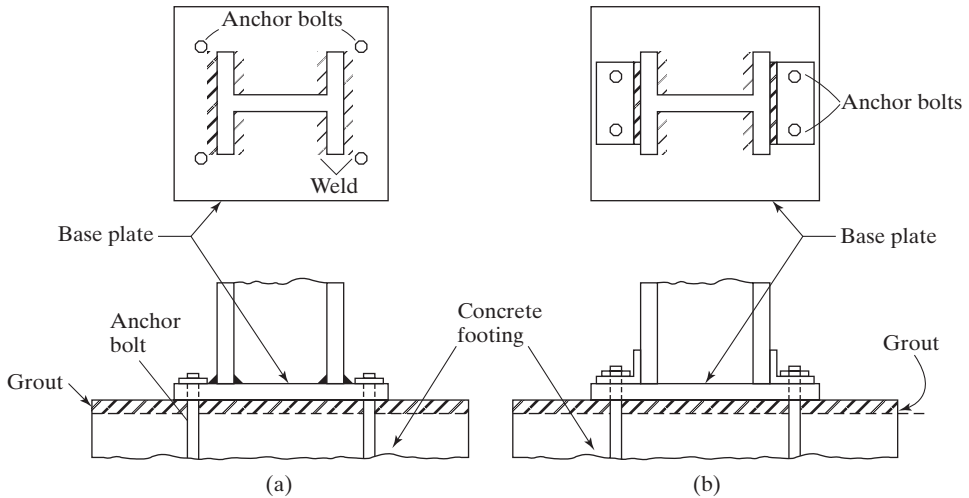 Anchor bolts
Weld
Anchor bolts
Base plate
Base plate
Anchor
bolt
Concrete
footing
Grout
Grout
(a)
(b)